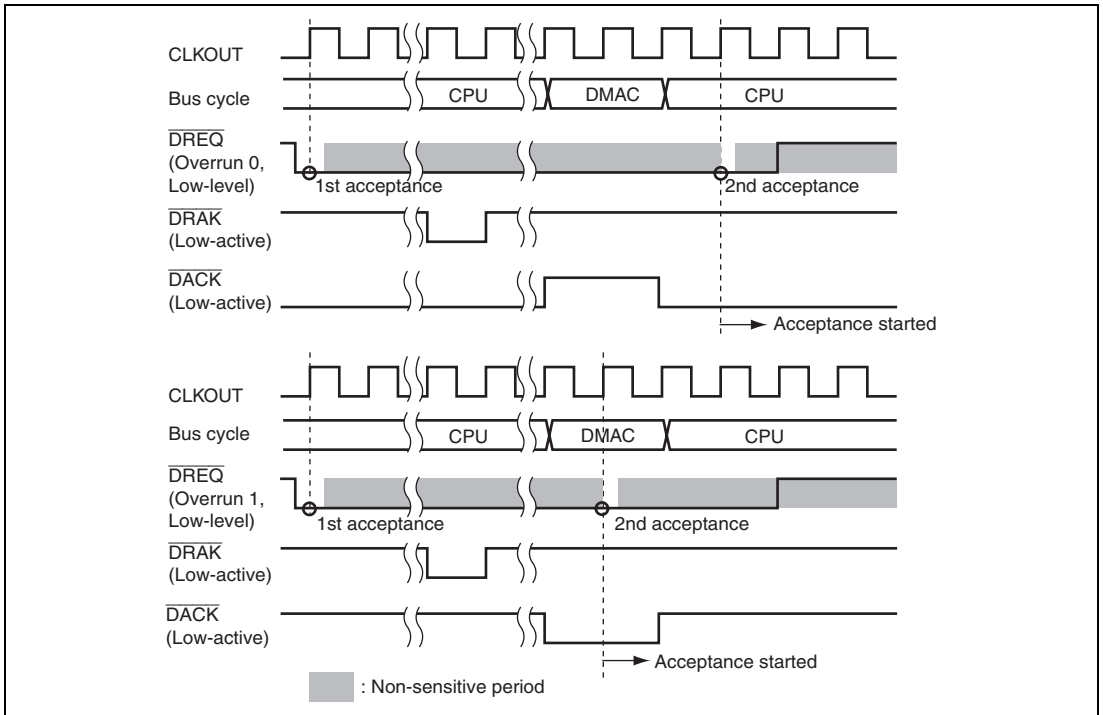 CLKOUT
Bus cycle
CPU
DMAC
CPU
DREQ
(Overrun 0,
Low-level)
1st acceptance
2nd acceptance
DRAK
(Low-active)
DACK
(Low-active)
Acceptance started
CLKOUT
Bus cycle
CPU
DMAC
CPU
DREQ
(Overrun 1,
Low-level)
1st acceptance
2nd acceptance
DRAK
(Low-active)
DACK
(Low-active)
Acceptance started
: Non-sensitive period